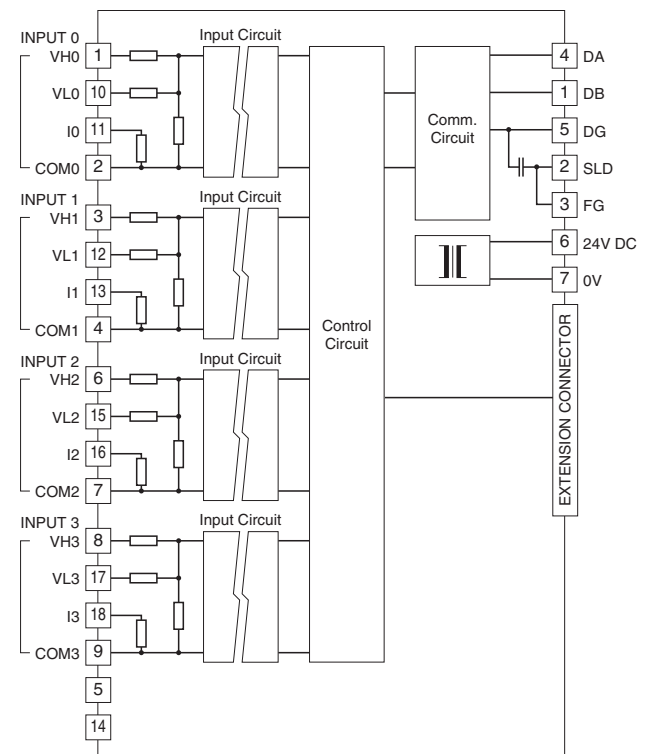 INPUT 0 Input Circuit
VH0 1 4 DA
VL0 10 1 DB
Comm.
Circuit
I0 11 5 DG
COM0 2 2 SLD
INPUT 1 Input Circuit
VH1 3 3 FG
VL1 12 6 24V DC
I1 13 7 0V
COM1 4
Control
Circuit
EXTENSION CONNECTOR
INPUT 2 Input Circuit
VH2 6
VL2 15
I2 16
COM2 7
INPUT 3 Input Circuit
VH3 8
VL3 17
I3 18
COM3 9
5
14